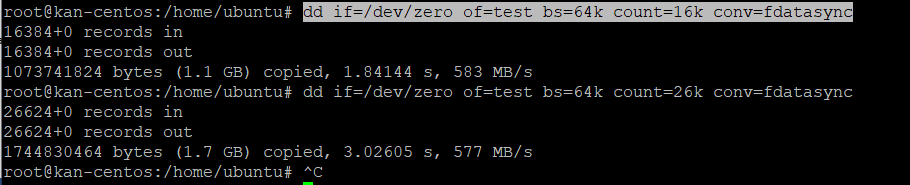 root@kan-centos:/home/ubuntu# dd if=/dev/zero of=test bs=64k count=16k conv=fdatasync
16384+0 records in
16384+0 records out
1073741824 bytes (1.1 GB) copied, 1.84144 s, 583 MB/s
root@kan-centos:/home/ubuntu# dd if=/dev/zero of=test bs=64k count=26k conv=fdatasync
26624+0 records in
26624+0 records out
1744830464 bytes (1.7 GB) copied, 3.02605 s, 577 MB/s
root@kan-centos:/home/ubuntu# ^C